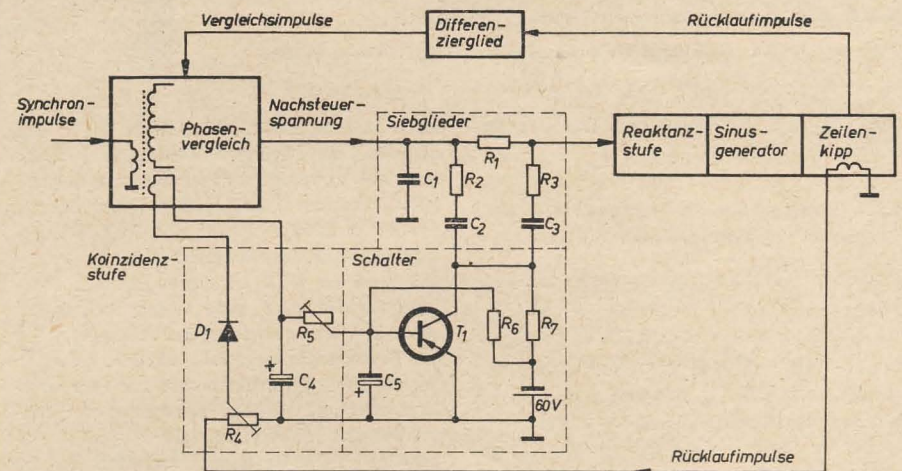 Vergleichsimpulse
Differen-
zierglied
Rücklaufimpulse
Synchron-
impulse
Phasen-
vergleich
Nachsteuer-
spannung
Siebglieder
Reaktanz-
stufe
Sinus-
generator
Zeilen-
kipp
R1
C1
R2
R3
C2
C3
Koinzidenz-
stufe
Schalter
D1
R5
T1
R6
R7
+
C4
C5
+
60V
R4
Rücklaufimpulse